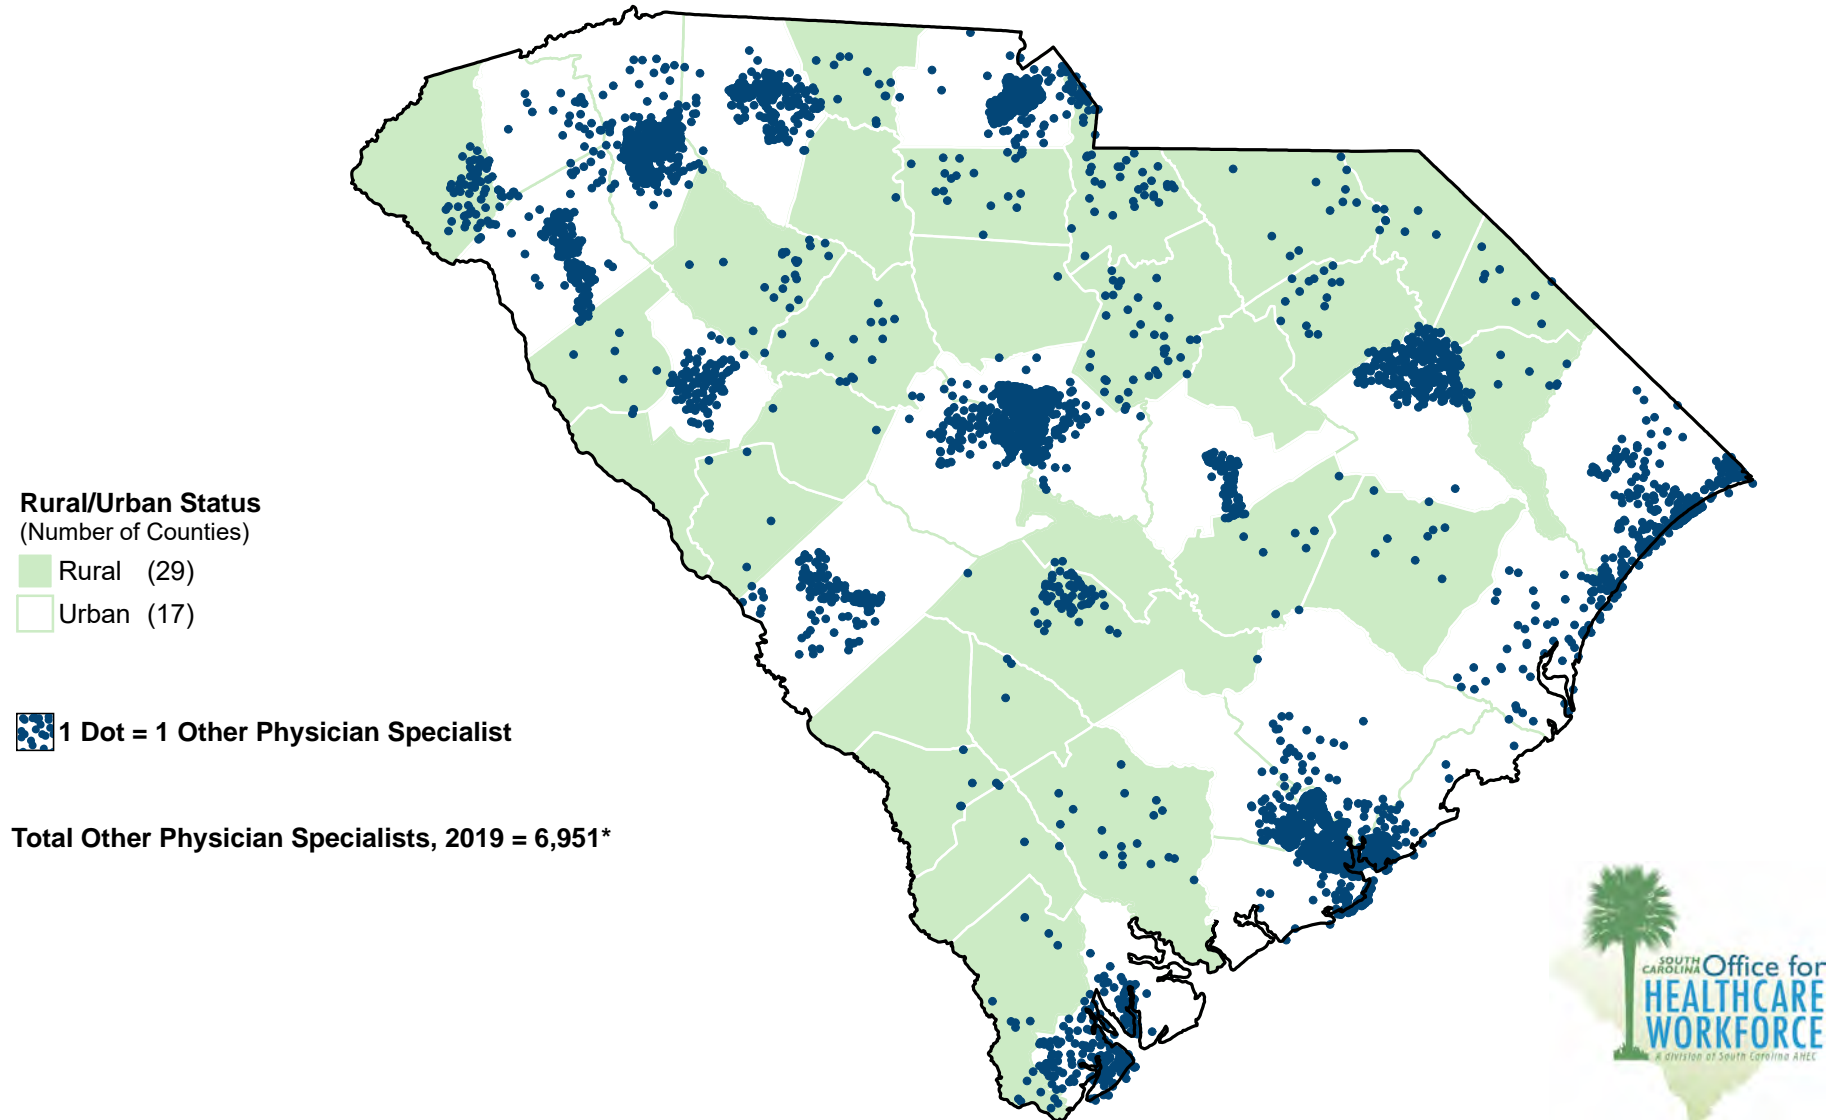 Rural/Urban Status
(Number of Counties)
Rural (29)
Urban (17)
1 Dot = 1 Other Physician Specialist
Total Other Physician Specialists, 2019 = 6,951*
SOUTH CAROLINA Office for
HEALTHCARE
WORKFORCE
A division of South Carolina AHEC